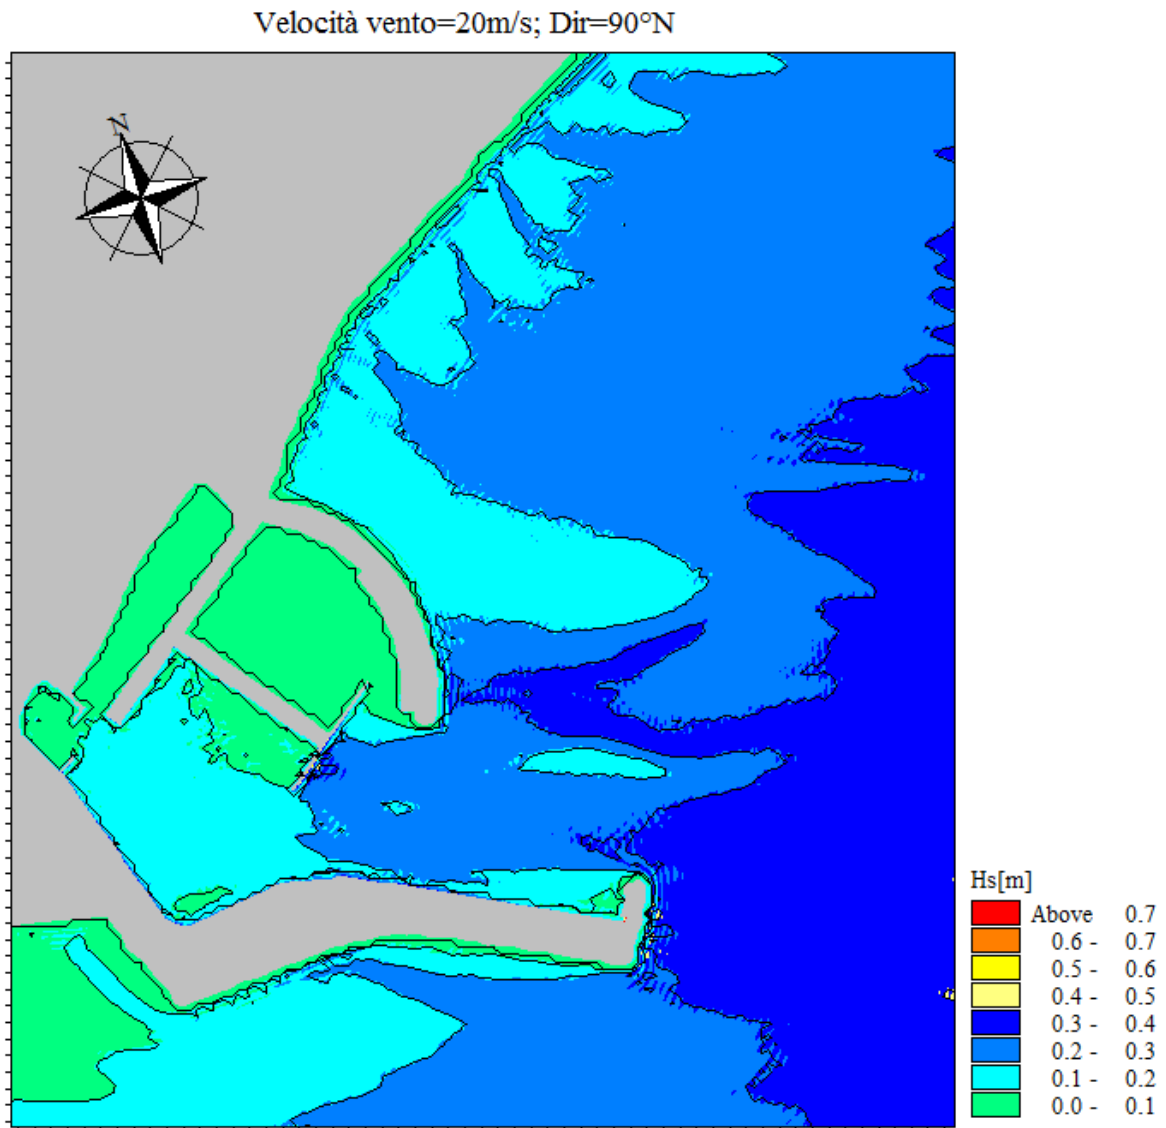 Velocità vento=20m/s; Dir=90°N
N
Hs[m]
Above 0.7
0.6 - 0.7
0.5 - 0.6
0.4 - 0.5
0.3 - 0.4
0.2 - 0.3
0.1 - 0.2
0.0 - 0.1